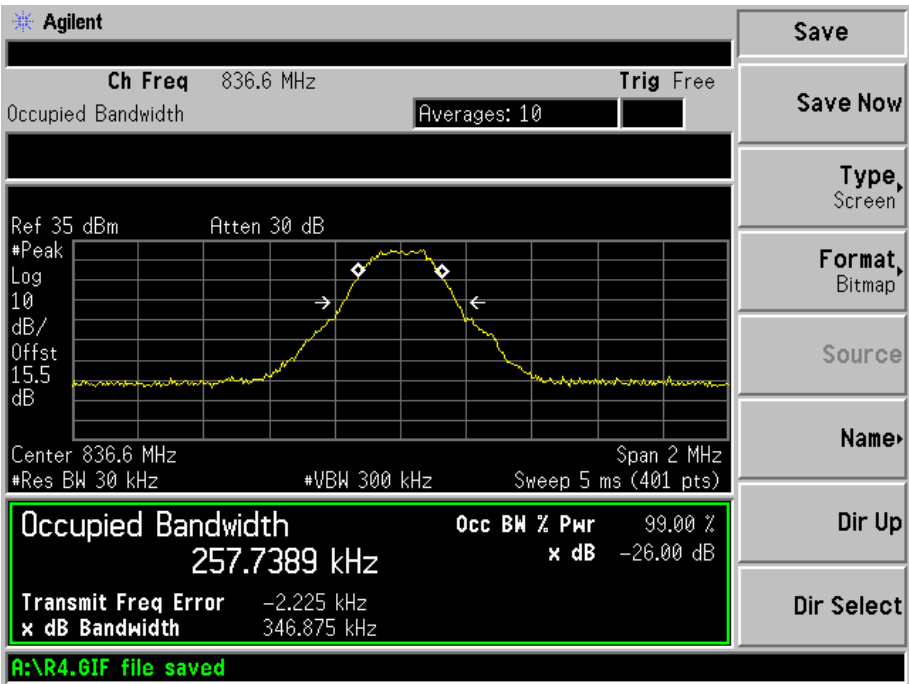 Agilent
Ch Freq 836.6 MHz Trig Free
Occupied Bandwidth Averages: 10
Ref 35 dBm Atten 30 dB
#Peak
Log
10
dB/
Offst
15.5
dB
Center 836.6 MHz Span 2 MHz
#Res BW 30 kHz #VBW 300 kHz Sweep 5 ms (401 pts)
Occupied Bandwidth
257.7389 kHz
Occ BW % Pwr 99.00 %
x dB -26.00 dB
Transmit Freq Error -2.225 kHz
x dB Bandwidth 346.875 kHz
A:\R4.GIF file saved
Save
Save Now
Type
Screen
Format
Bitmap
Source
Name
Dir Up
Dir Select